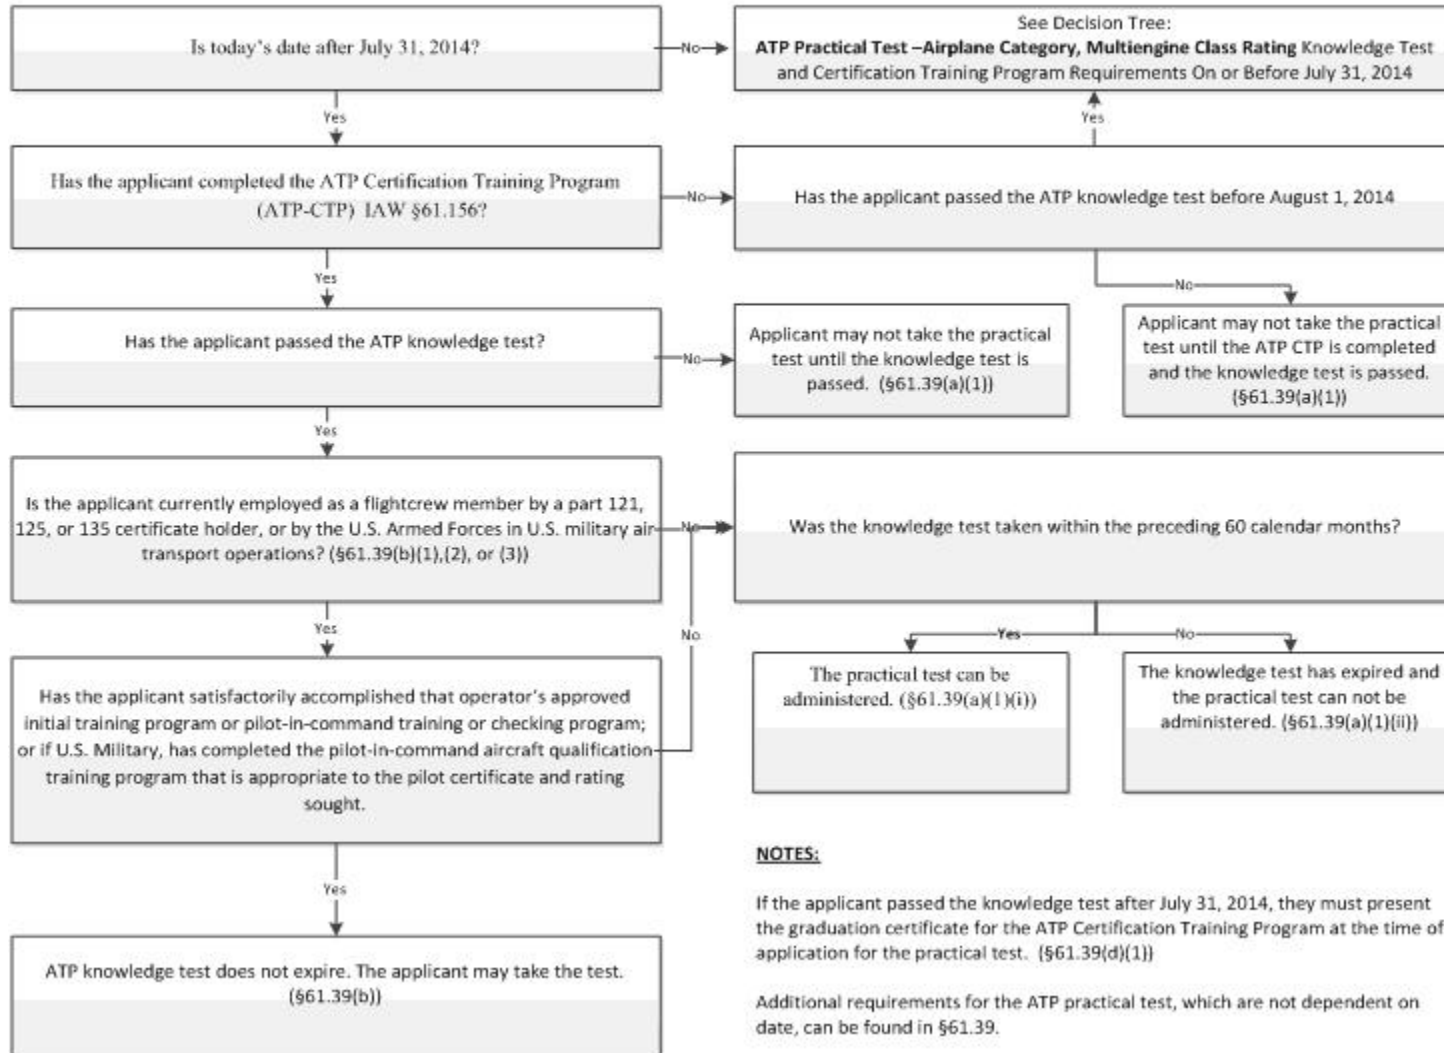 Is today's date after July 31, 2014?
No
See Decision Tree:
ATP Practical Test –Airplane Category, Multiengine Class Rating Knowledge Test
and Certification Training Program Requirements On or Before July 31, 2014
Yes
Yes
Has the applicant completed the ATP Certification Training Program
(ATP-CTP) IAW §61.156?
No
Has the applicant passed the ATP knowledge test before August 1, 2014
Yes
No
Has the applicant passed the ATP knowledge test?
No
Applicant may not take the practical
test until the knowledge test is
passed. (§61.39(a)(1))
Applicant may not take the practical
test until the ATP CTP is completed
and the knowledge test is passed.
(§61.39(a)(1))
Yes
Is the applicant currently employed as a flightcrew member by a part 121,
125, or 135 certificate holder, or by the U.S. Armed Forces in U.S. military air
transport operations? (§61.39(b)(1),(2), or (3))
No
Was the knowledge test taken within the preceding 60 calendar months?
Yes
No
Yes
No
Has the applicant satisfactorily accomplished that operator's approved
initial training program or pilot-in-command training or checking program;
or if U.S. Military, has completed the pilot-in-command aircraft qualification
training program that is appropriate to the pilot certificate and rating
sought.
The practical test can be
administered. (§61.39(a)(1)(i))
The knowledge test has expired and
the practical test can not be
administered. (§61.39(a)(1)(ii))
Yes
ATP knowledge test does not expire. The applicant may take the test.
(§61.39(b))
NOTES:
If the applicant passed the knowledge test after July 31, 2014, they must present
the graduation certificate for the ATP Certification Training Program at the time of
application for the practical test. (§61.39(d)(1))
Additional requirements for the ATP practical test, which are not dependent on
date, can be found in §61.39.